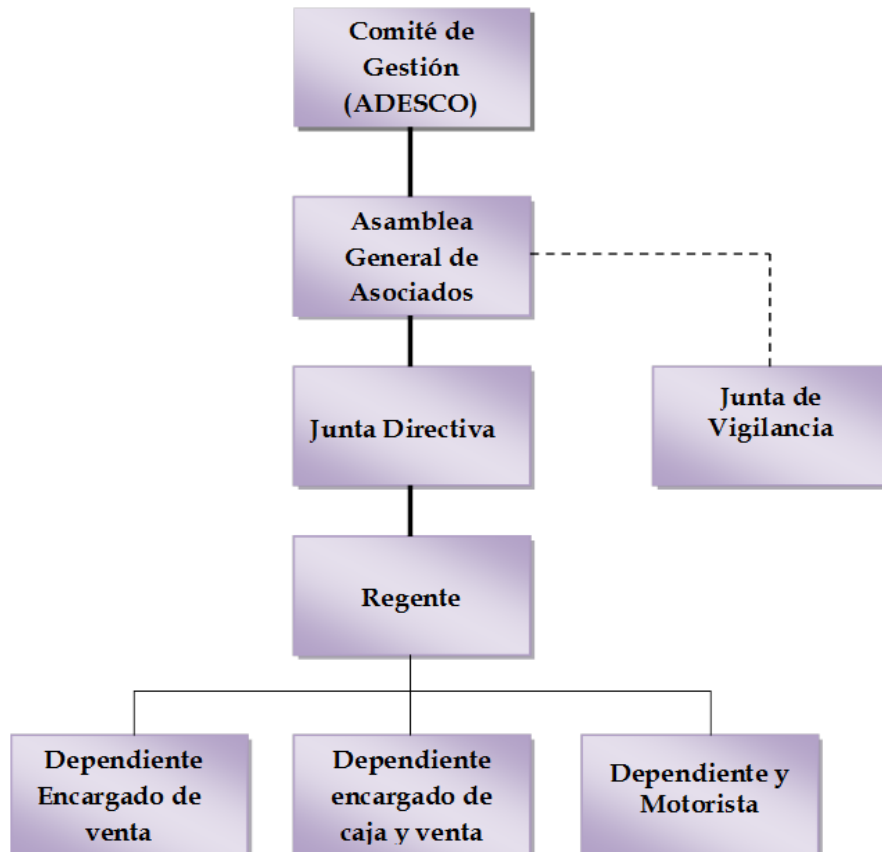 Comité de
Gestión
(ADESCO)
Asamblea
General de
Asociados
Junta Directiva
Junta de
Vigilancia
Regente
Dependiente
Encargado de
venta
Dependiente
encargado de
caja y venta
Dependiente y
Motorista